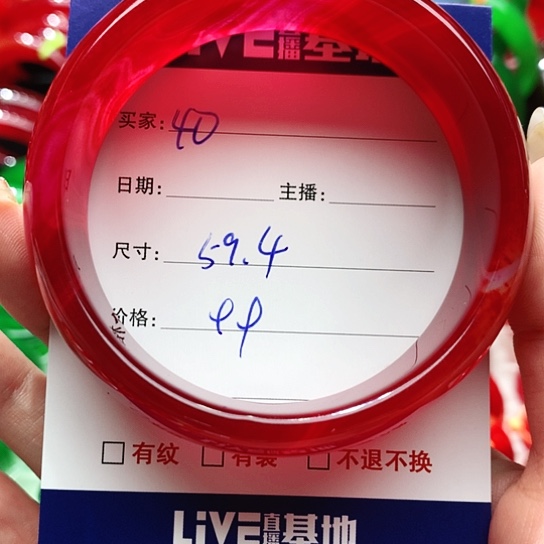 LIVE直播基地
买家: 40
日期: 主播:
尺寸: 59.4
价格: 99
□ 有纹 □ 有裂 □ 不退不换
LIVE直播基地